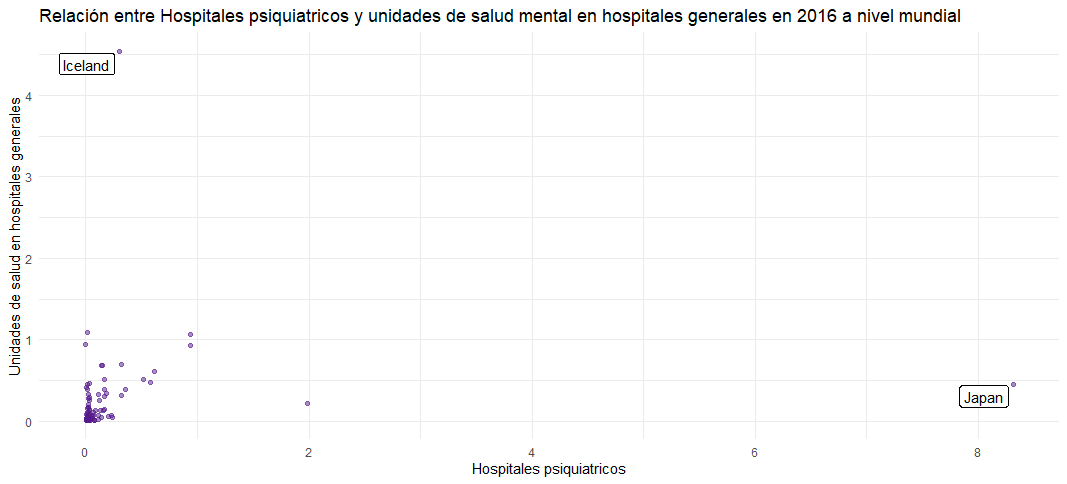 Relación entre Hospitales psiquiatricos y unidades de salud mental en hospitales generales en 2016 a nivel mundial
Unidades de salud en hospitales generales
4
3
2
1
0
Iceland
Japan
0
2
4
6
8
Hospitales psiquiatricos